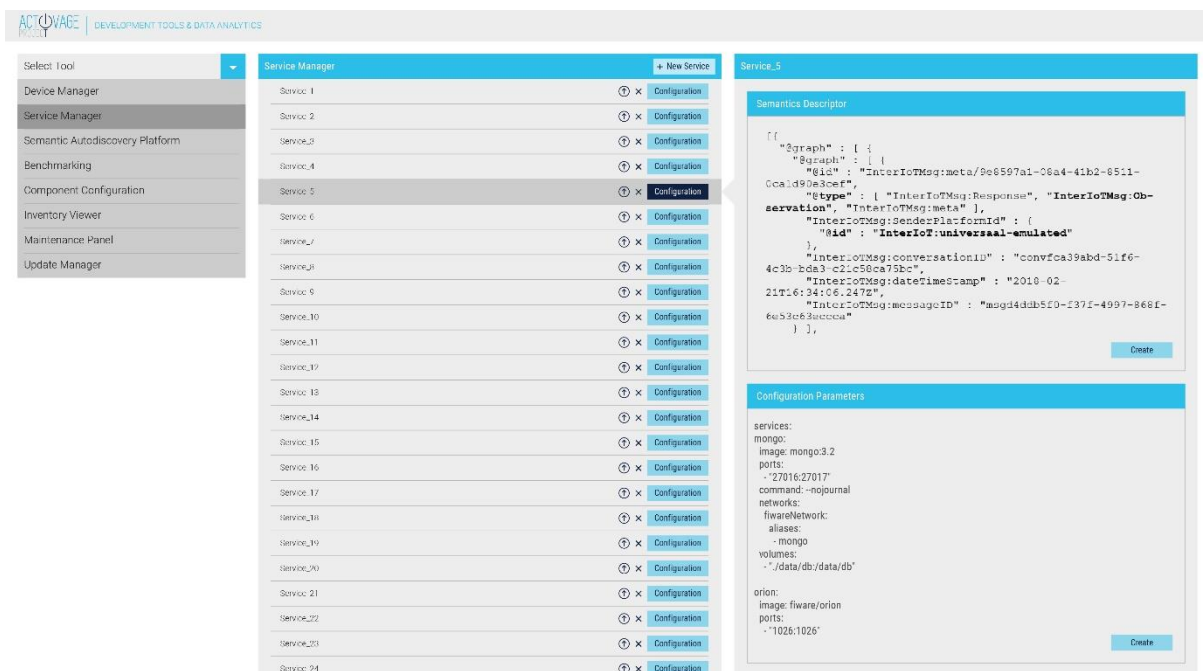 ACTIVAGE PROJECT | DEVELOPMENT TOOLS & DATA ANALYTICS
Select Tool
Device Manager
Service Manager
Semantic Autodiscovery Platform
Benchmarking
Component Configuration
Inventory Viewer
Maintenance Panel
Update Manager
Service Manager + New Service
Service 1 Configuration
Service 2 Configuration
Service_3 Configuration
Service_4 Configuration
Service 5 Configuration
Service 6 Configuration
Service_7 Configuration
Service_8 Configuration
Service 9 Configuration
Service_10 Configuration
Service_11 Configuration
Service_12 Configuration
Service 13 Configuration
Service_14 Configuration
Service 15 Configuration
Service 16 Configuration
Service_17 Configuration
Service_18 Configuration
Service_19 Configuration
Service_20 Configuration
Service 21 Configuration
Service_22 Configuration
Service_23 Configuration
Service 24 Configuration
Service_5
Semantics Descriptor
[{
"@graph" : [ {
"@graph" : [ {
"@id" : "InterIoTMsg:meta/9e8597a1-08a4-41b2-8511-
0ca1d90e3cef",
"@type" : [ "InterIoTMsg:Response", "InterIoTMsg:Ob-
servation", "InterIoTMsg:meta" ],
"InterIoTMsg:SenderPlatformId" : {
"@id" : "InterIoT:universaal-emulated"
},
"InterIoTMsg:conversationID" : "convfca39abd-51f6-
4c3b-bda3-c21c58ca75bc",
"InterIoTMsg:dateTimeStamp" : "2018-02-
21T16:34:06.247Z",
"InterIoTMsg:messageID" : "msgd4ddb5f0-f37f-4997-868f-
} ],
Create
Configuration Parameters
services:
mongo:
image: mongo:3.2
ports:
- "27016:27017"
command: --nojournal
networks:
fiwareNetwork:
aliases:
- mongo
volumes:
- "./data/db:/data/db"
orion:
image: fiware/orion
ports:
- "1026:1026"
Create